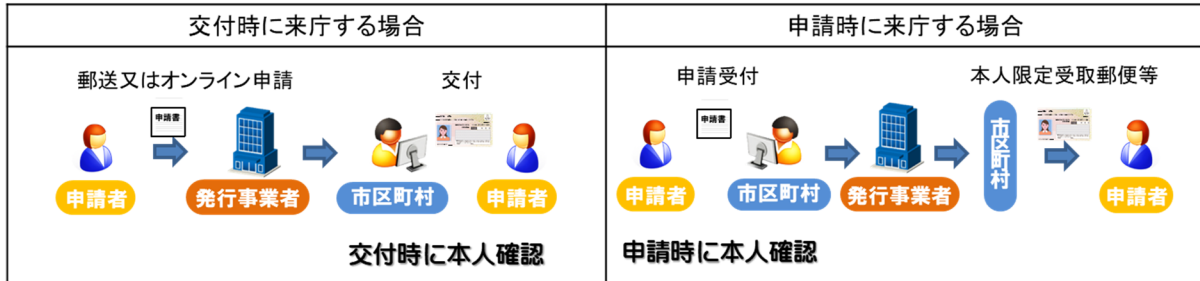 交付時に来庁する場合
郵送又はオンライン申請
交付
申請書
申請者
発行事業者
市区町村
申請者
交付時に本人確認
申請時に来庁する場合
申請受付
本人限定受取郵便等
申請書
市区町村
申請者
市区町村
発行事業者
申請者
申請時に本人確認